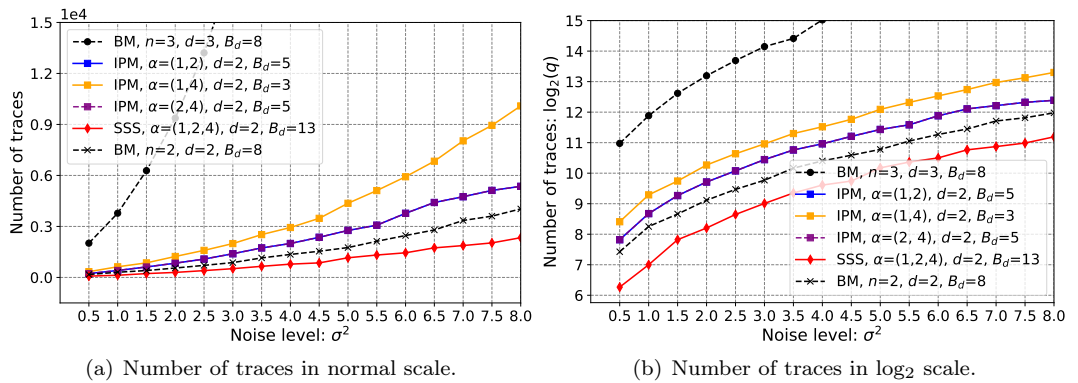 1.5 1e4
1.2
0.9
0.6
0.3
0.0
Number of traces
BM, n=3, d=3, B_d=8
IPM, α=(1,2), d=2, B_d=5
IPM, α=(1,4), d=2, B_d=3
IPM, α=(2,4), d=2, B_d=5
SSS, α=(1,2,4), d=2, B_d=13
BM, n=2, d=2, B_d=8
0.5 1.0 1.5 2.0 2.5 3.0 3.5 4.0 4.5 5.0 5.5 6.0 6.5 7.0 7.5 8.0
Noise level: σ²
(a) Number of traces in normal scale.
15
14
13
12
11
10
9
8
7
6
Number of traces: log₂(q)
BM, n=3, d=3, B_d=8
IPM, α=(1,2), d=2, B_d=5
IPM, α=(1,4), d=2, B_d=3
IPM, α=(2, 4), d=2, B_d=5
SSS, α=(1,2,4), d=2, B_d=13
BM, n=2, d=2, B_d=8
0.5 1.0 1.5 2.0 2.5 3.0 3.5 4.0 4.5 5.0 5.5 6.0 6.5 7.0 7.5 8.0
Noise level: σ²
(b) Number of traces in log₂ scale.